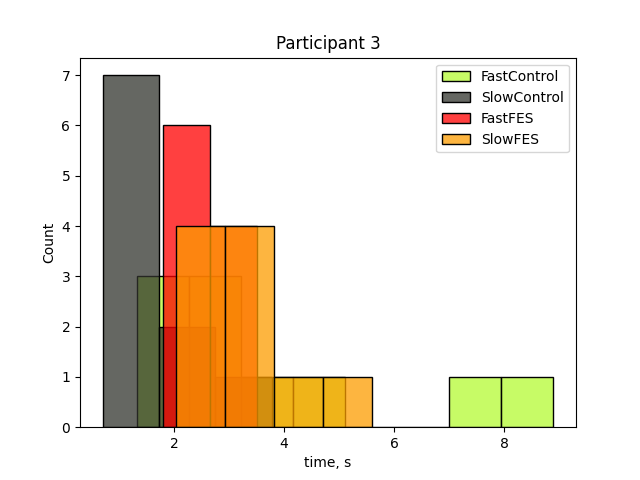 Participant 3
Count
7
6
5
4
3
2
1
0
2
4
6
8
time, s
FastControl
SlowControl
FastFES
SlowFES